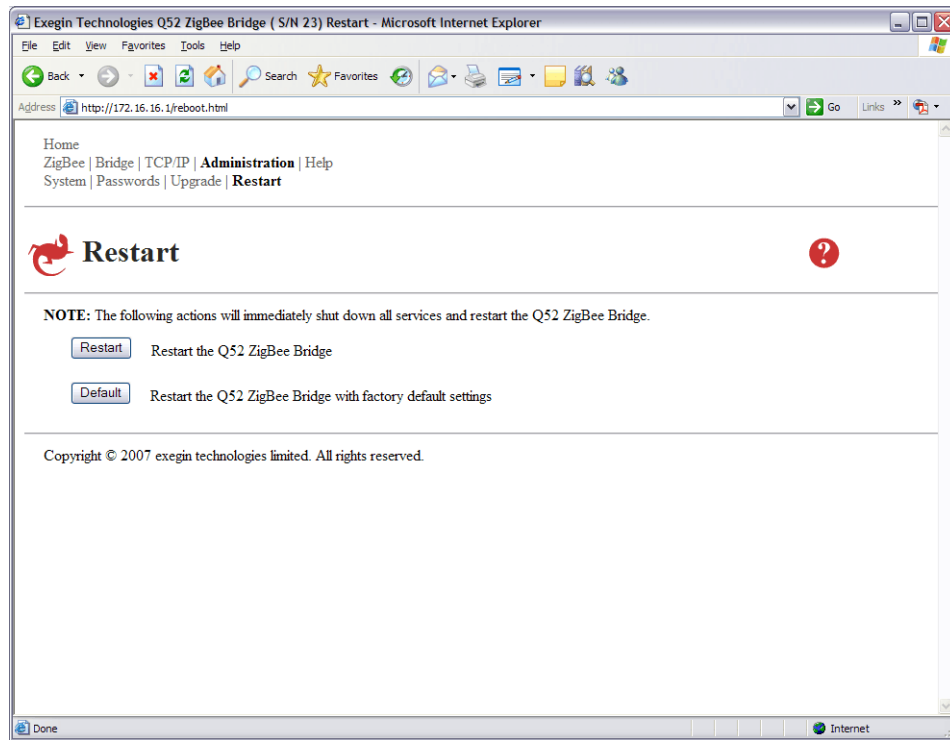 Exegin Technologies Q52 ZigBee Bridge ( S/N 23) Restart - Microsoft Internet Explorer
File Edit View Favorites Tools Help
Back Search Favorites
Address http://172.16.16.1/reboot.html Go Links »
Home
ZigBee | Bridge | TCP/IP | Administration | Help
System | Passwords | Upgrade | Restart
Restart ?
NOTE: The following actions will immediately shut down all services and restart the Q52 ZigBee Bridge.
Restart Restart the Q52 ZigBee Bridge
Default Restart the Q52 ZigBee Bridge with factory default settings
Copyright © 2007 exegin technologies limited. All rights reserved.
Done Internet